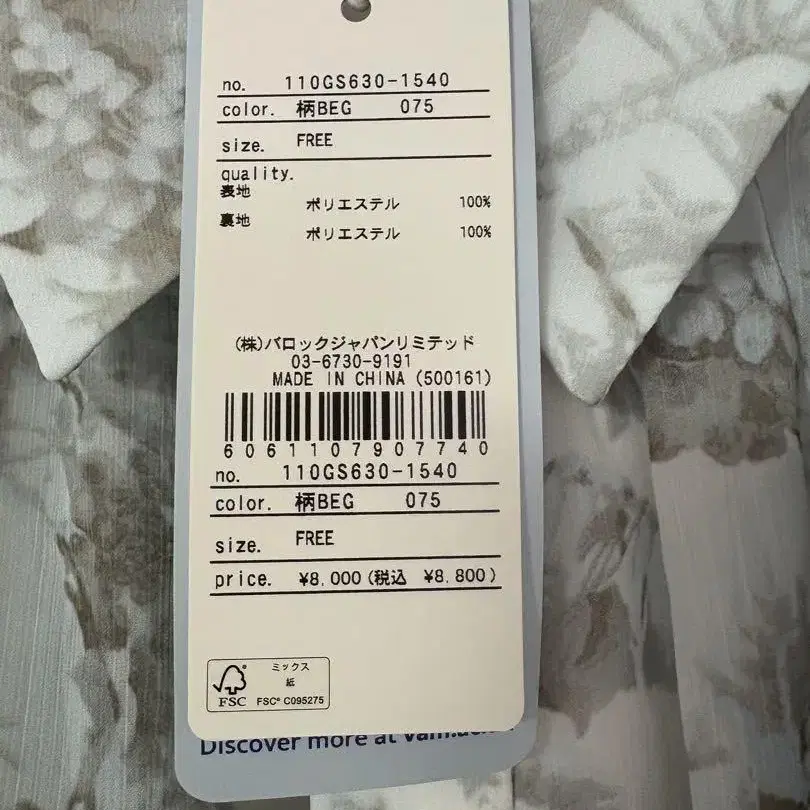 no. 110GS630-1540
color. 柄BEG 075
size. FREE
quality.
表地
ポリエステル 100%
裏地
ポリエステル 100%
(株)バロックジャパンリミテッド
03-6730-9191
MADE IN CHINA (500161)
6061107907740
no. 110GS630-1540
color. 柄BEG 075
size. FREE
price. ¥8,000(税込 ¥8,800)
ミックス
紙
FSC
FSC® C095275
Discover more at